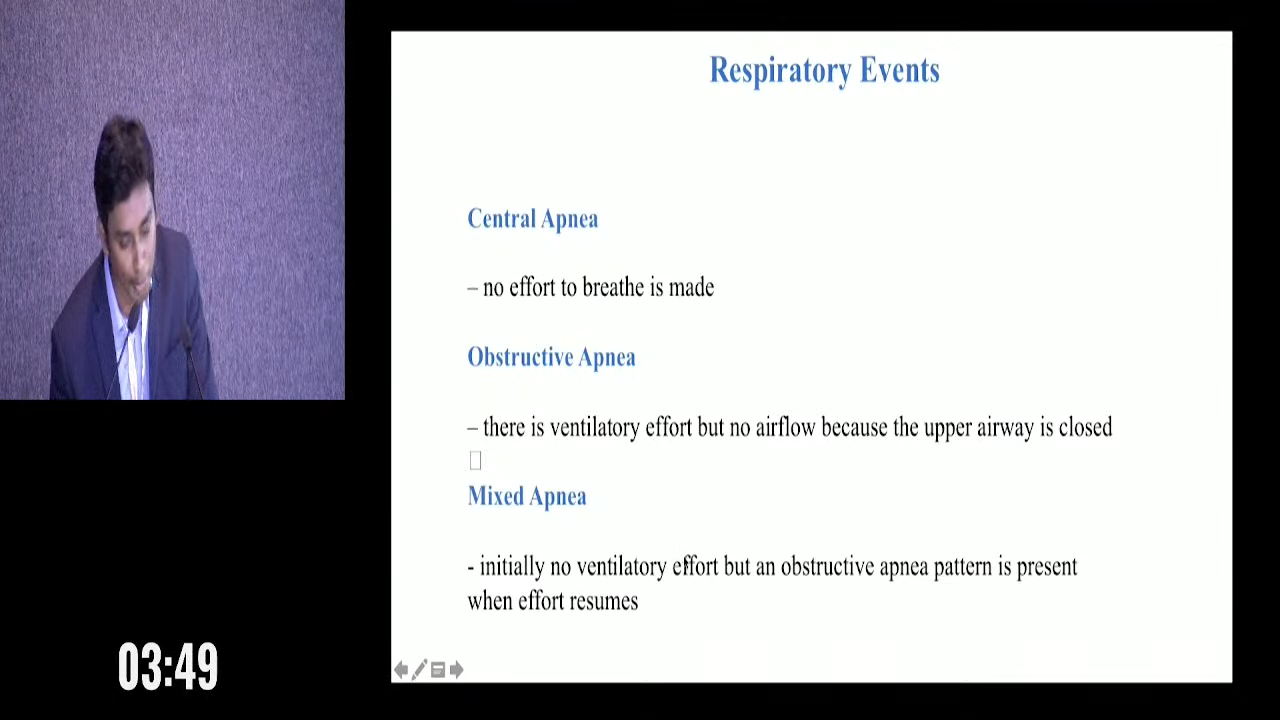 Respiratory Events
Central Apnea
– no effort to breathe is made
Obstructive Apnea
– there is ventilatory effort but no airflow because the upper airway is closed
Mixed Apnea
- initially no ventilatory effort but an obstructive apnea pattern is present
when effort resumes
03:49